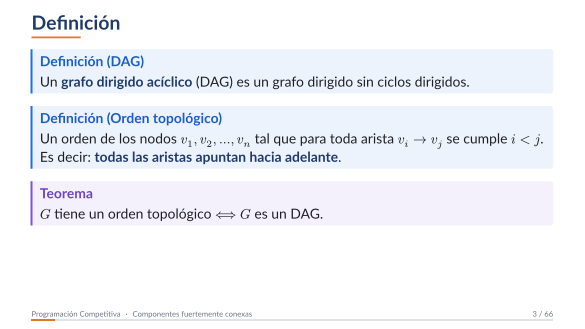 Definición
Definición (DAG)
Un grafo dirigido acíclico (DAG) es un grafo dirigido sin ciclos dirigidos.
Definición (Orden topológico)
Un orden de los nodos v₁, v₂, ..., vₙ tal que para toda arista vᵢ → vⱼ se cumple i < j.
Es decir: todas las aristas apuntan hacia adelante.
Teorema
G tiene un orden topológico ⟺ G es un DAG.
Programación Competitiva · Componentes fuertemente conexas 3 / 66